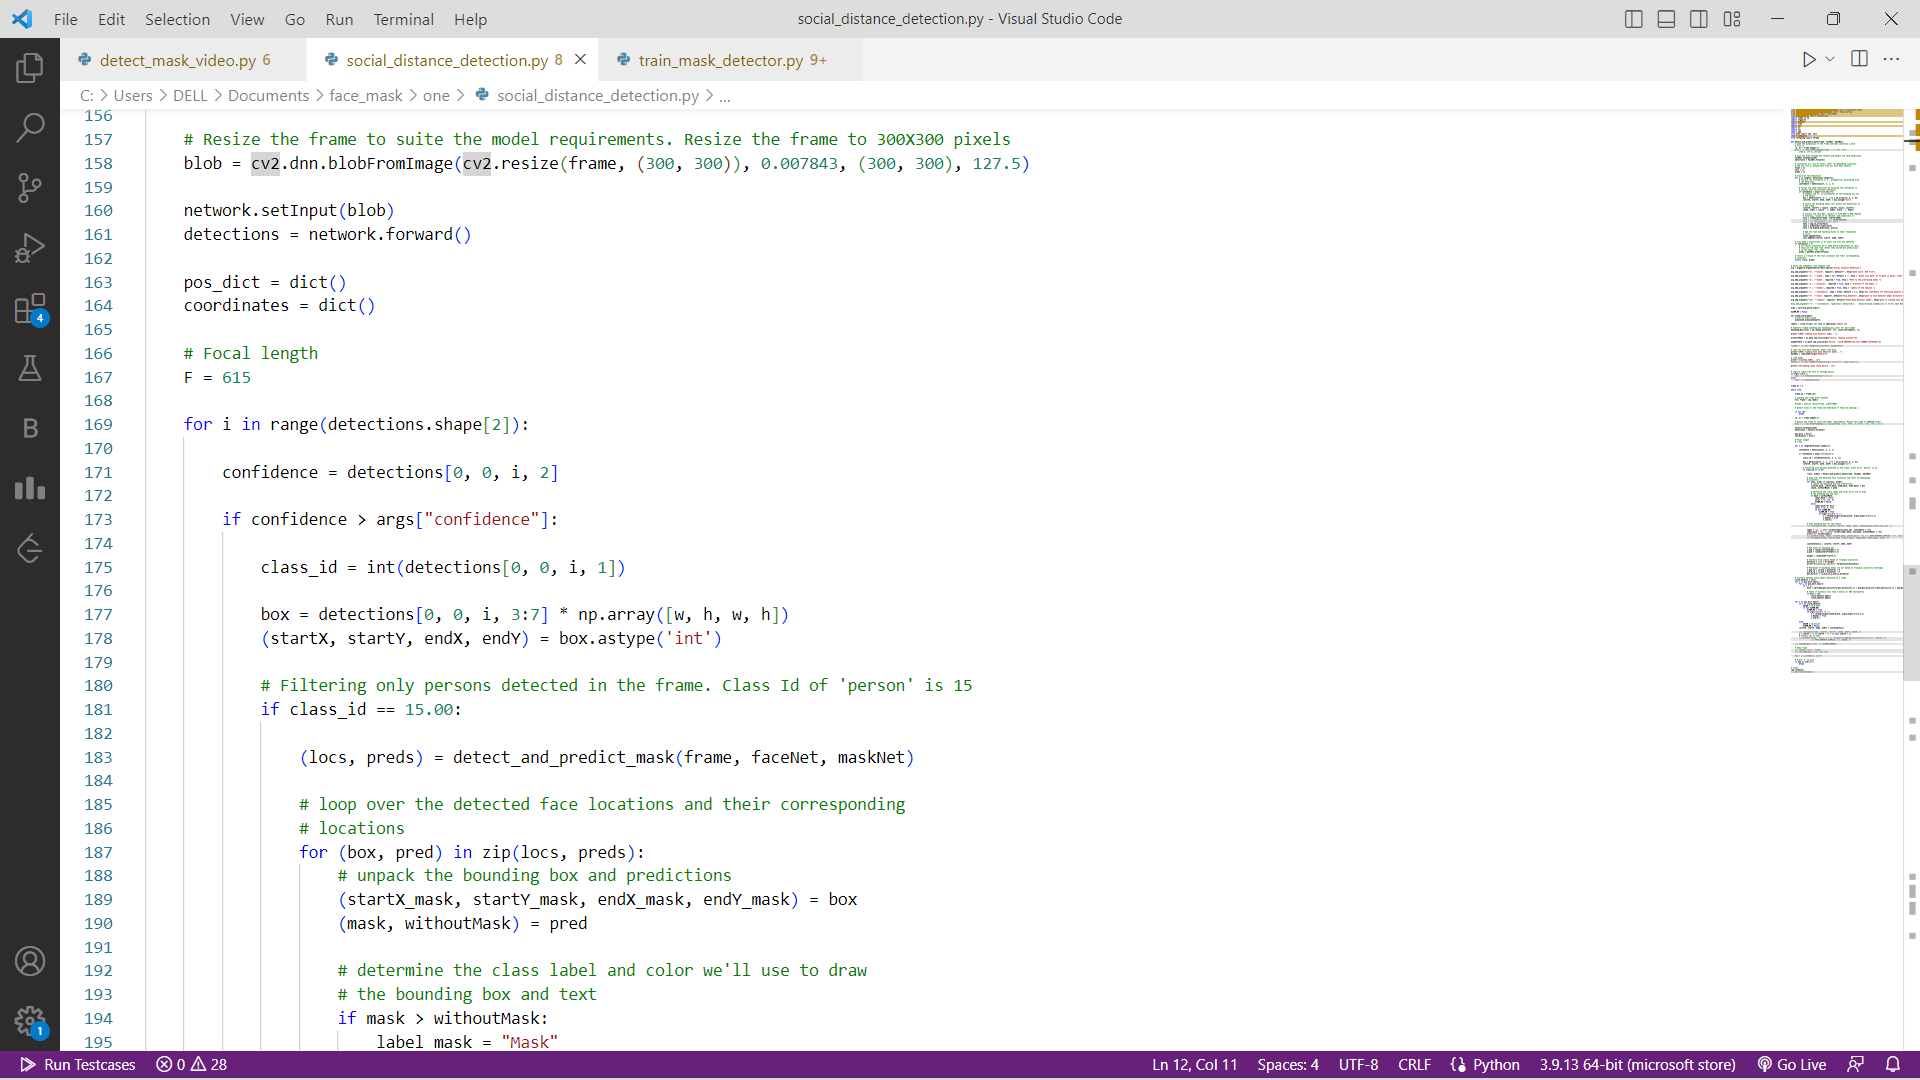 File Edit Selection View Go Run Terminal Help social_distance_detection.py - Visual Studio Code
detect_mask_video.py 6 social_distance_detection.py 8 train_mask_detector.py 9+
C: > Users > DELL > Documents > face_mask > one > social_distance_detection.py > ...
156
157 # Resize the frame to suite the model requirements. Resize the frame to 300X300 pixels
158 blob = cv2.dnn.blobFromImage(cv2.resize(frame, (300, 300)), 0.007843, (300, 300), 127.5)
159
160 network.setInput(blob)
161 detections = network.forward()
162
163 pos_dict = dict()
164 coordinates = dict()
165
166 # Focal length
167 F = 615
168
169 for i in range(detections.shape[2]):
170
171 confidence = detections[0, 0, i, 2]
172
173 if confidence > args["confidence"]:
174
175 class_id = int(detections[0, 0, i, 1])
176
177 box = detections[0, 0, i, 3:7] * np.array([w, h, w, h])
178 (startX, startY, endX, endY) = box.astype('int')
179
180 # Filtering only persons detected in the frame. Class Id of 'person' is 15
181 if class_id == 15.00:
182
183 (locs, preds) = detect_and_predict_mask(frame, faceNet, maskNet)
184
185 # loop over the detected face locations and their corresponding
186 # locations
187 for (box, pred) in zip(locs, preds):
188 # unpack the bounding box and predictions
189 (startX_mask, startY_mask, endX_mask, endY_mask) = box
190 (mask, withoutMask) = pred
191
192 # determine the class label and color we'll use to draw
193 # the bounding box and text
194 if mask > withoutMask:
195 label_mask = "Mask"
4
B
1
Run Testcases 0 28 Ln 12, Col 11 Spaces: 4 UTF-8 CRLF Python 3.9.13 64-bit (microsoft store) Go Live